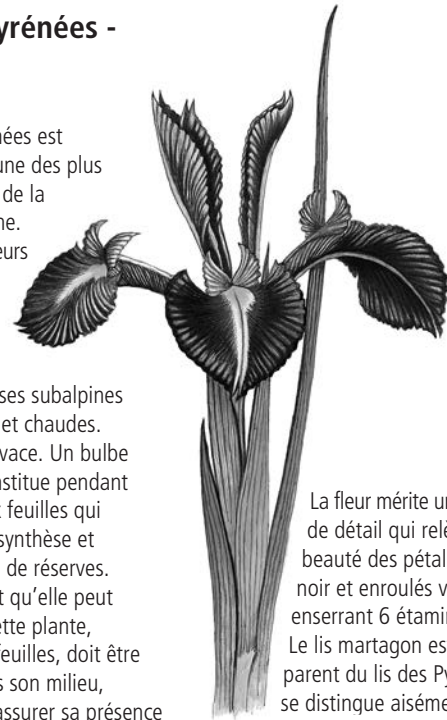 yrénées -
ées est
une des plus
de la
ne.
eurs
ses subalpines
et chaudes.
vace. Un bulbe
stitue pendant
t feuilles qui
synthèse et
de réserves.
t qu'elle peut
ette plante,
feuilles, doit être
s son milieu,
assurer sa présence
La fleur mérite un
de détail qui relè
beauté des pétal
noir et enroulés v
enserrant 6 étamin
Le lis martagon es
parent du lis des Py
se distingue aiséme